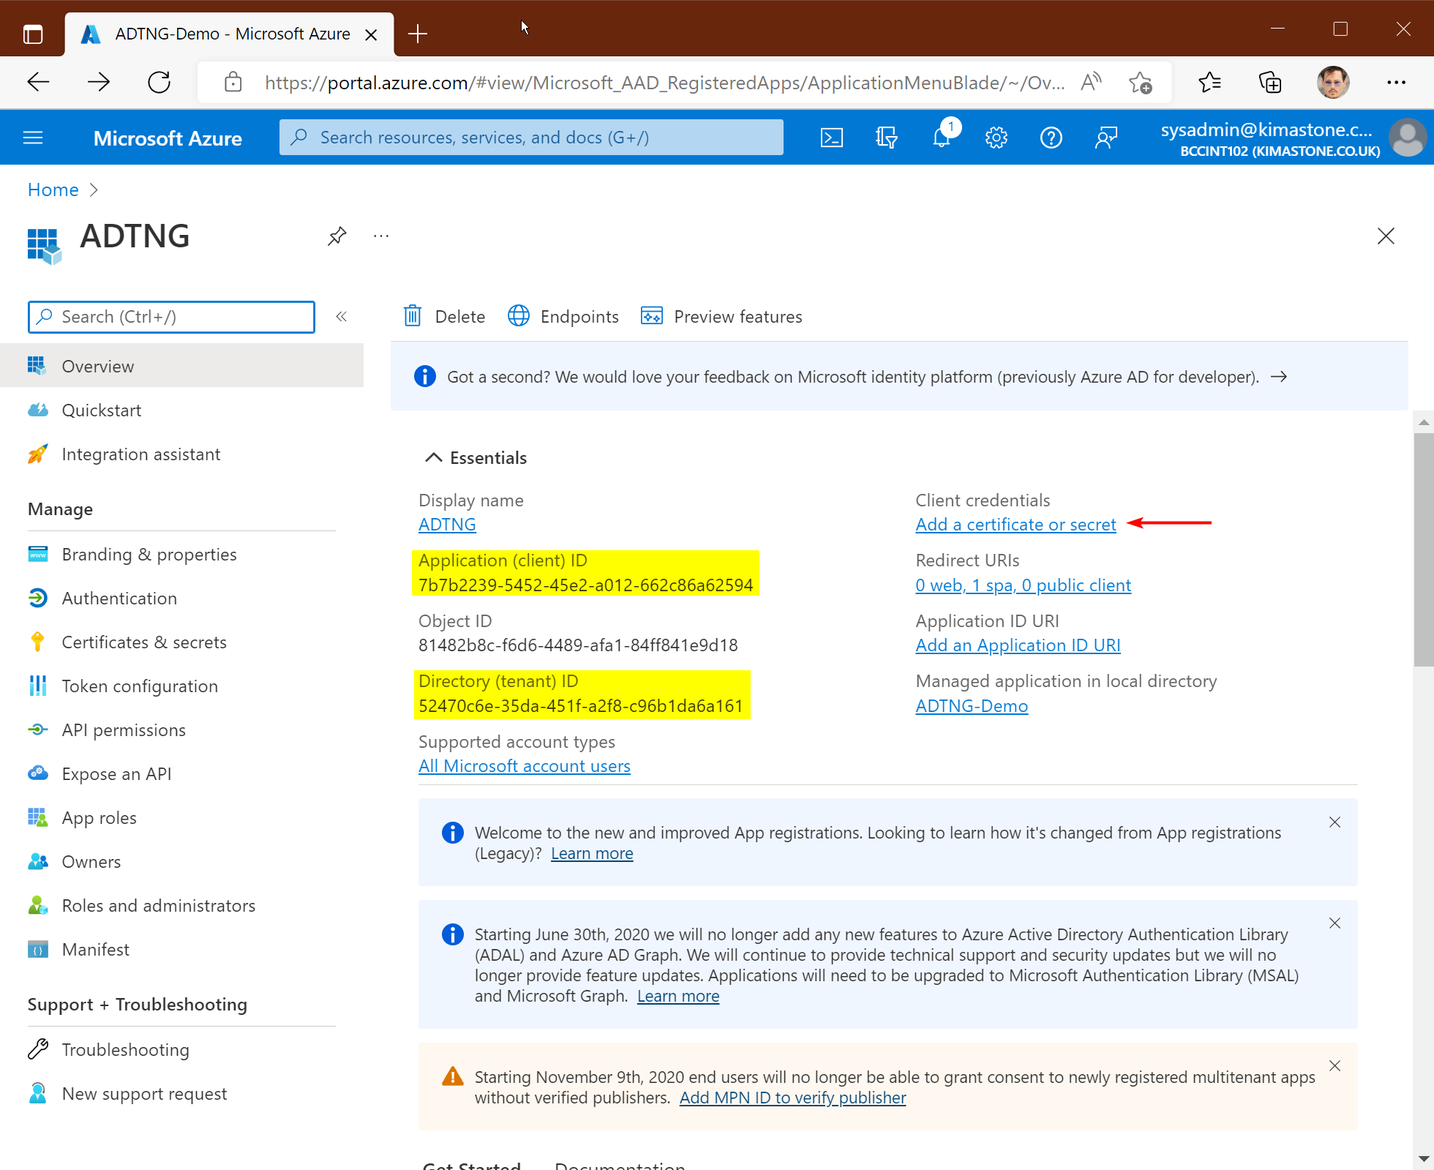 ADTNG-Demo - Microsoft Azure
https://portal.azure.com/#view/Microsoft_AAD_RegisteredApps/ApplicationMenuBlade/~/Ov...
Microsoft Azure
Search resources, services, and docs (G+/)
1
sysadmin@kimastone.c...
BCCINT102 (KIMASTONE.CO.UK)
Home
ADTNG
Search (Ctrl+/)
Overview
Quickstart
Integration assistant
Manage
Branding & properties
Authentication
Certificates & secrets
Token configuration
API permissions
Expose an API
App roles
Owners
Roles and administrators
Manifest
Support + Troubleshooting
Troubleshooting
New support request
Delete
Endpoints
Preview features
Got a second? We would love your feedback on Microsoft identity platform (previously Azure AD for developer).
Essentials
Display name
ADTNG
Application (client) ID
7b7b2239-5452-45e2-a012-662c86a62594
Object ID
81482b8c-f6d6-4489-afa1-84ff841e9d18
Directory (tenant) ID
52470c6e-35da-451f-a2f8-c96b1da6a161
Supported account types
All Microsoft account users
Client credentials
Add a certificate or secret
Redirect URIs
0 web, 1 spa, 0 public client
Application ID URI
Add an Application ID URI
Managed application in local directory
ADTNG-Demo
Welcome to the new and improved App registrations. Looking to learn how it's changed from App registrations
(Legacy)? Learn more
Starting June 30th, 2020 we will no longer add any new features to Azure Active Directory Authentication Library
(ADAL) and Azure AD Graph. We will continue to provide technical support and security updates but we will no
longer provide feature updates. Applications will need to be upgraded to Microsoft Authentication Library (MSAL)
and Microsoft Graph. Learn more
Starting November 9th, 2020 end users will no longer be able to grant consent to newly registered multitenant apps
without verified publishers. Add MPN ID to verify publisher
Get Started
Documentation